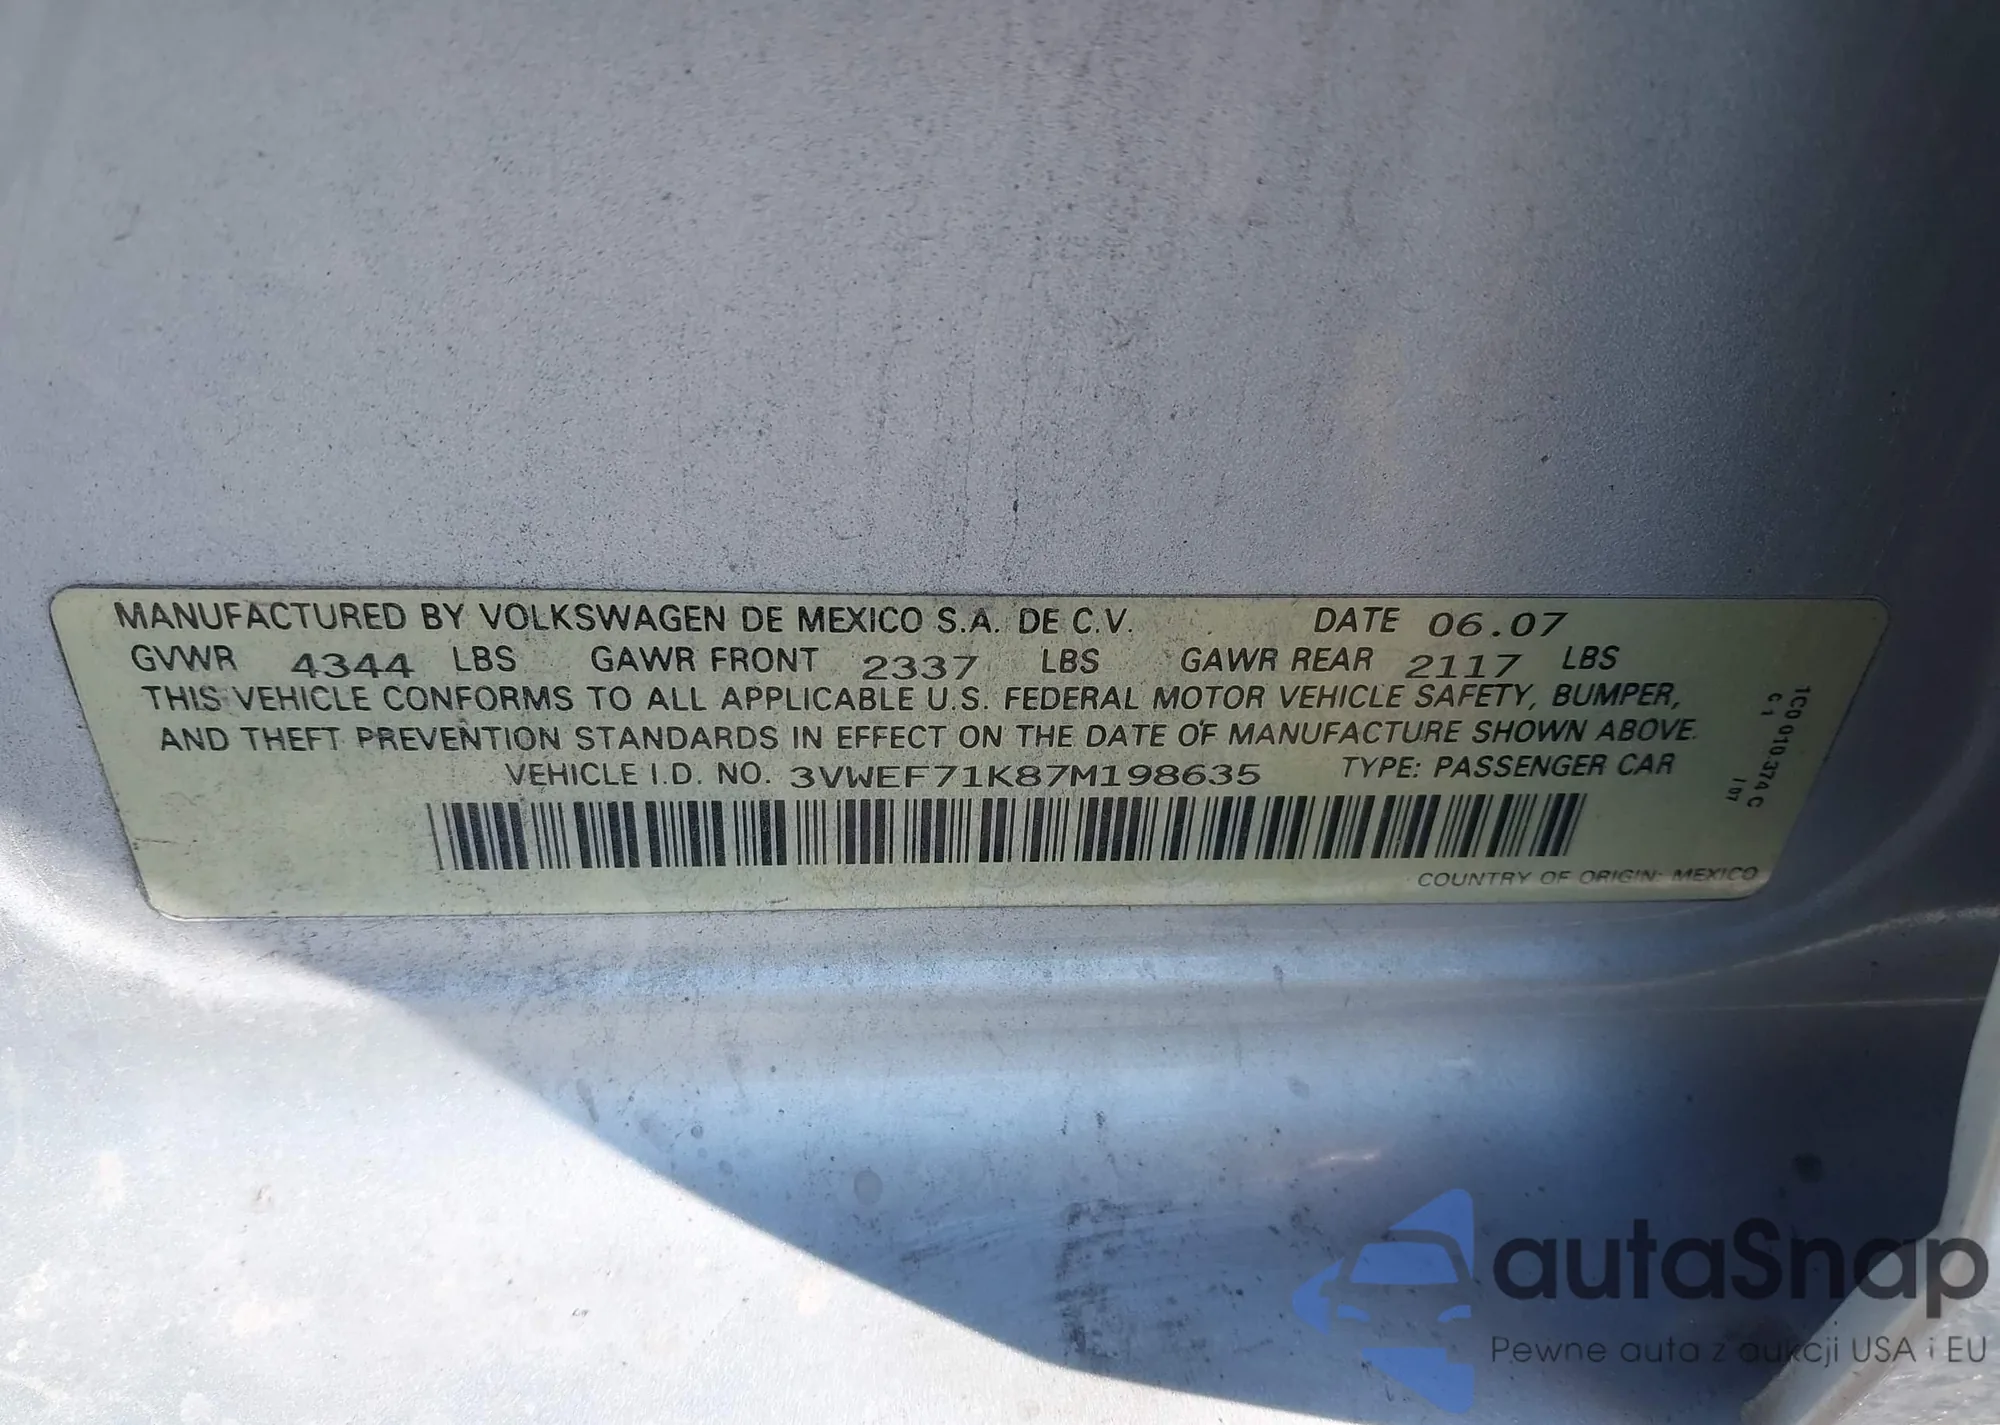 MANUFACTURED BY VOLKSWAGEN DE MEXICO S.A. DE C.V. DATE 06.07
GVWR 4344 LBS GAWR FRONT 2337 LBS GAWR REAR 2117 LBS
THIS VEHICLE CONFORMS TO ALL APPLICABLE U.S. FEDERAL MOTOR VEHICLE SAFETY, BUMPER,
AND THEFT PREVENTION STANDARDS IN EFFECT ON THE DATE OF MANUFACTURE SHOWN ABOVE.
VEHICLE I.D. NO. 3VWEF71K87M198635 TYPE: PASSENGER CAR
COUNTRY OF ORIGIN: MEXICO
1C0 010 374 C
autaSnap
Pewne auta z aukcji USA i EU